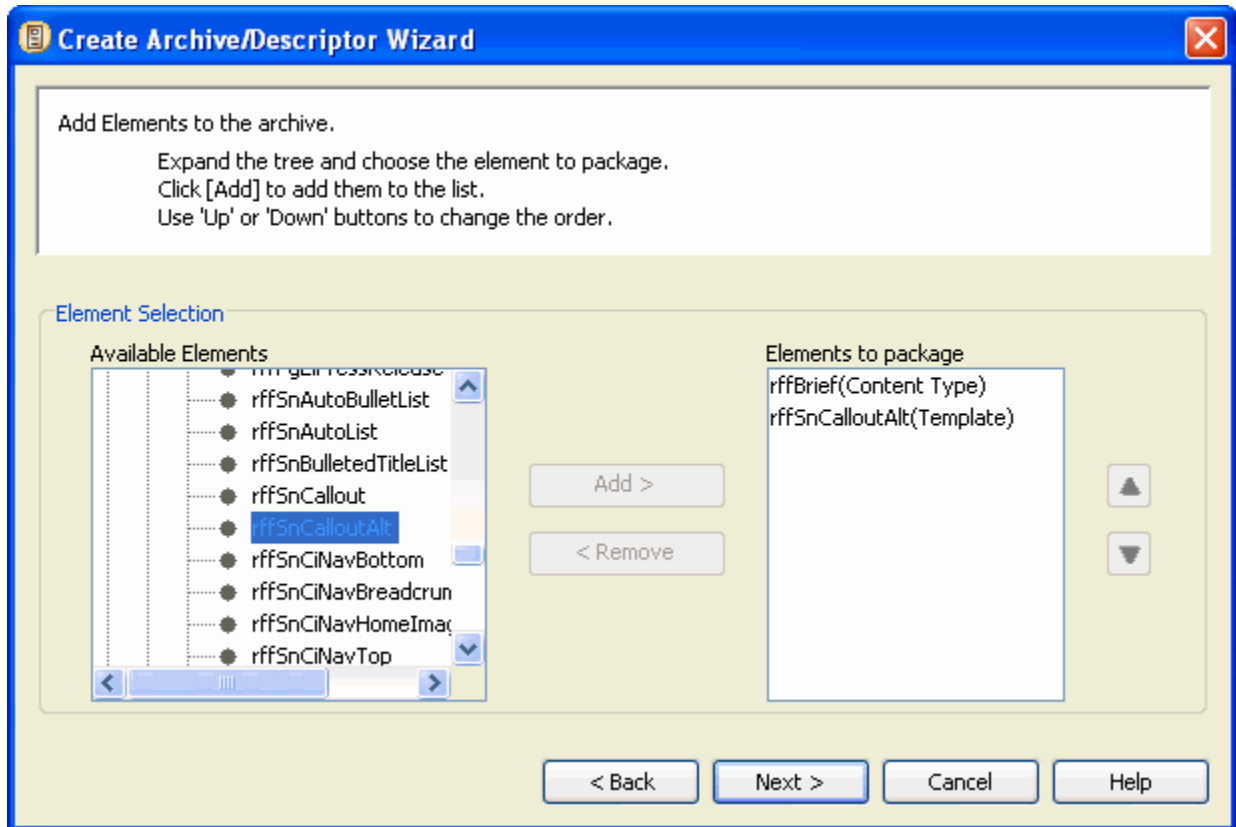 Create Archive/Descriptor Wizard
Add Elements to the archive.
Expand the tree and choose the element to package.
Click [Add] to add them to the list.
Use 'Up' or 'Down' buttons to change the order.
Element Selection
Available Elements
rffSnAutoBulletList
rffSnAutoList
rffSnBulletedTitleList
rffSnCallout
rffSnCalloutAlt
rffSnCiNavBottom
rffSnCiNavBreadcrun
rffSnCiNavHomeImag
rffSnCiNavTop
Add >
< Remove
Elements to package
rffBrief(Content Type)
rffSnCalloutAlt(Template)
< Back
Next >
Cancel
Help